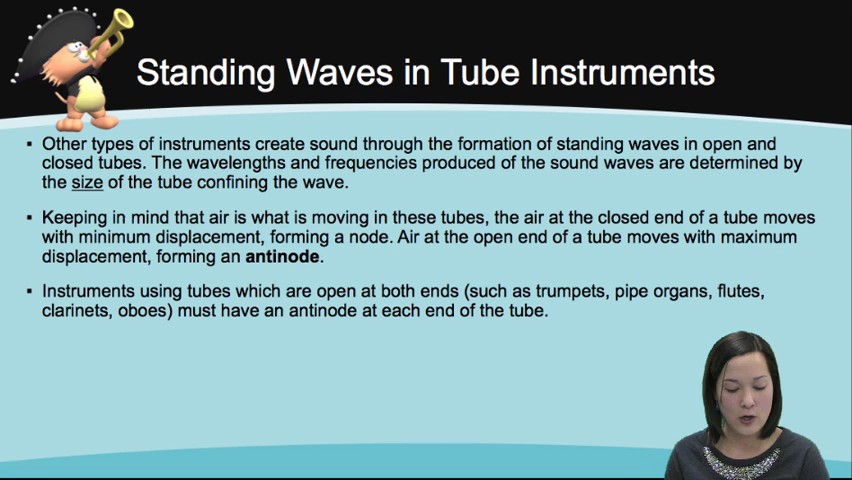 Standing Waves in Tube Instruments
▪ Other types of instruments create sound through the formation of standing waves in open and
closed tubes. The wavelengths and frequencies produced of the sound waves are determined by
the size of the tube confining the wave.
▪ Keeping in mind that air is what is moving in these tubes, the air at the closed end of a tube moves
with minimum displacement, forming a node. Air at the open end of a tube moves with maximum
displacement, forming an antinode.
▪ Instruments using tubes which are open at both ends (such as trumpets, pipe organs, flutes,
clarinets, oboes) must have an antinode at each end of the tube.